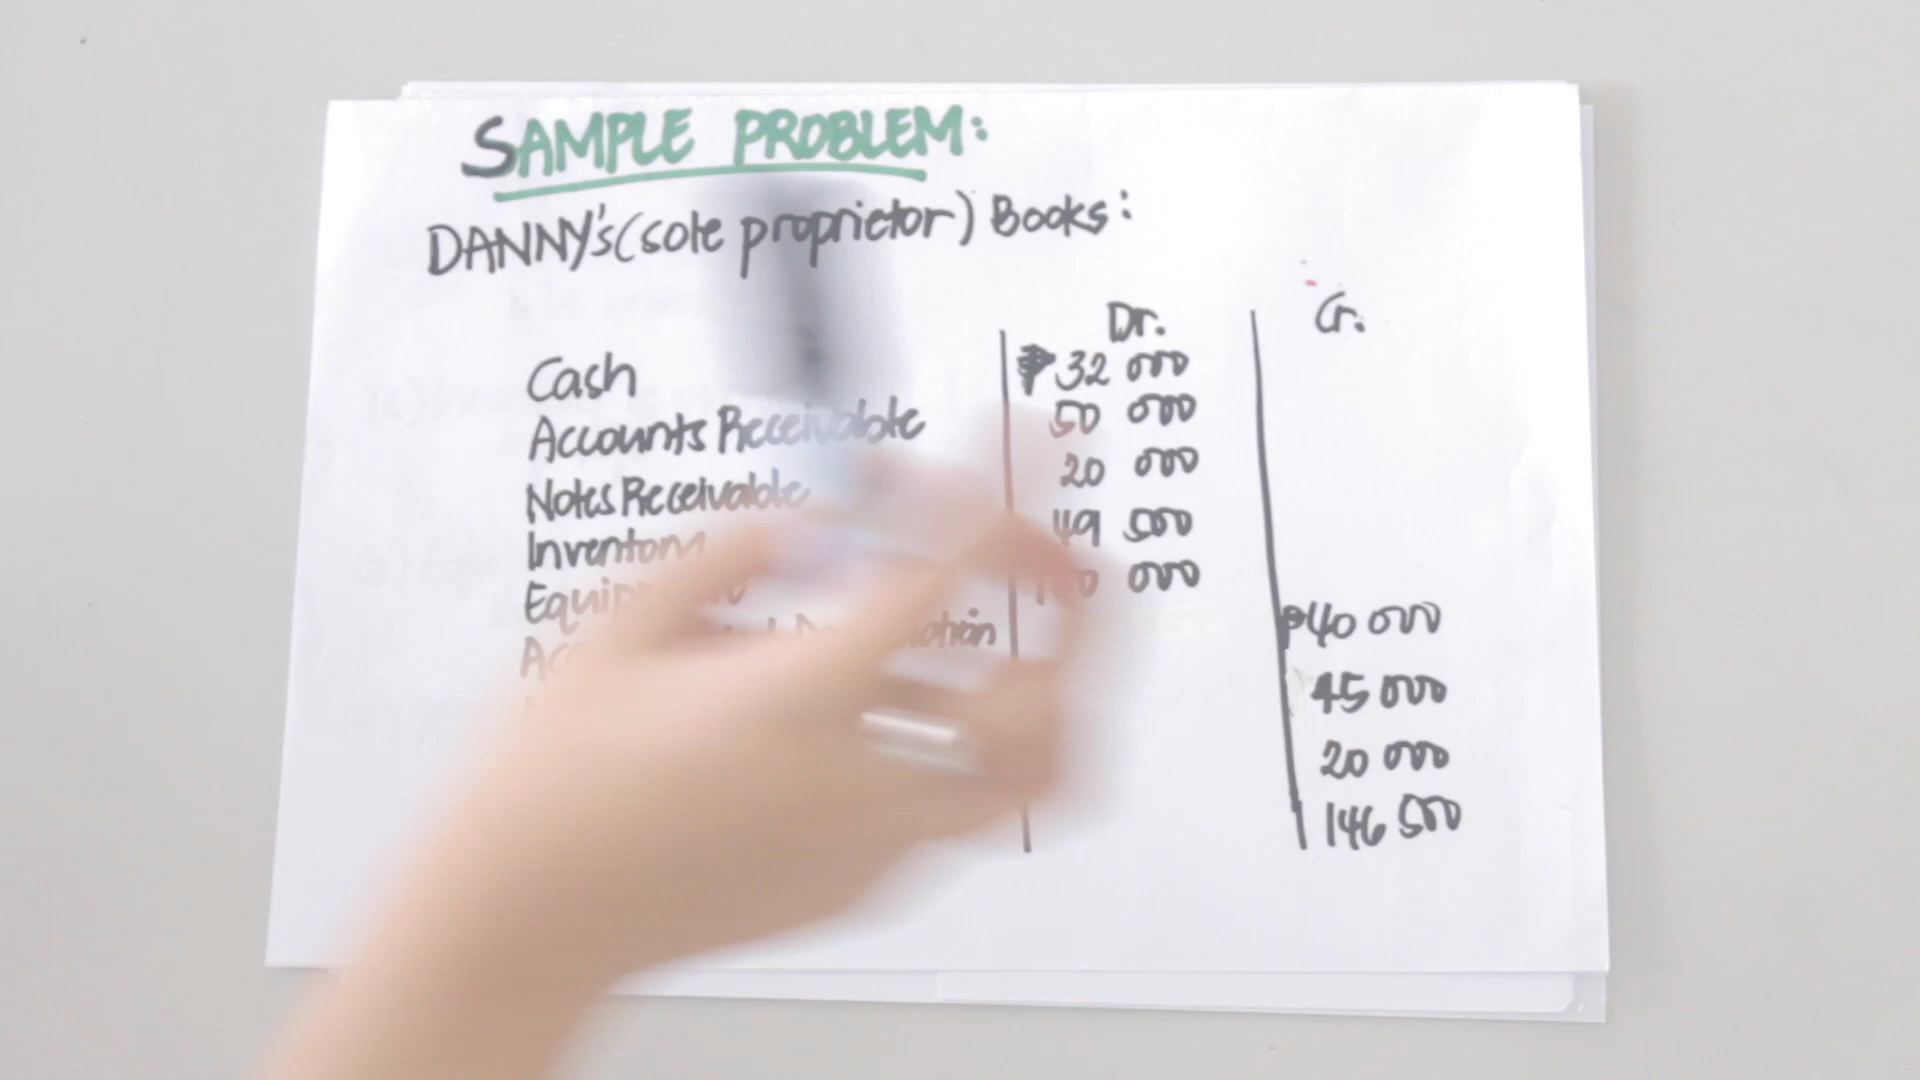 SAMPLE PROBLEM:
DANNY's (sole proprietor) Books:
Dr. Cr.
Cash ₱32 000
Accounts Receivable 50 000
Notes Receivable 20 000
Inventory 49 500
000
₱40 000
45 000
20 000
146 500